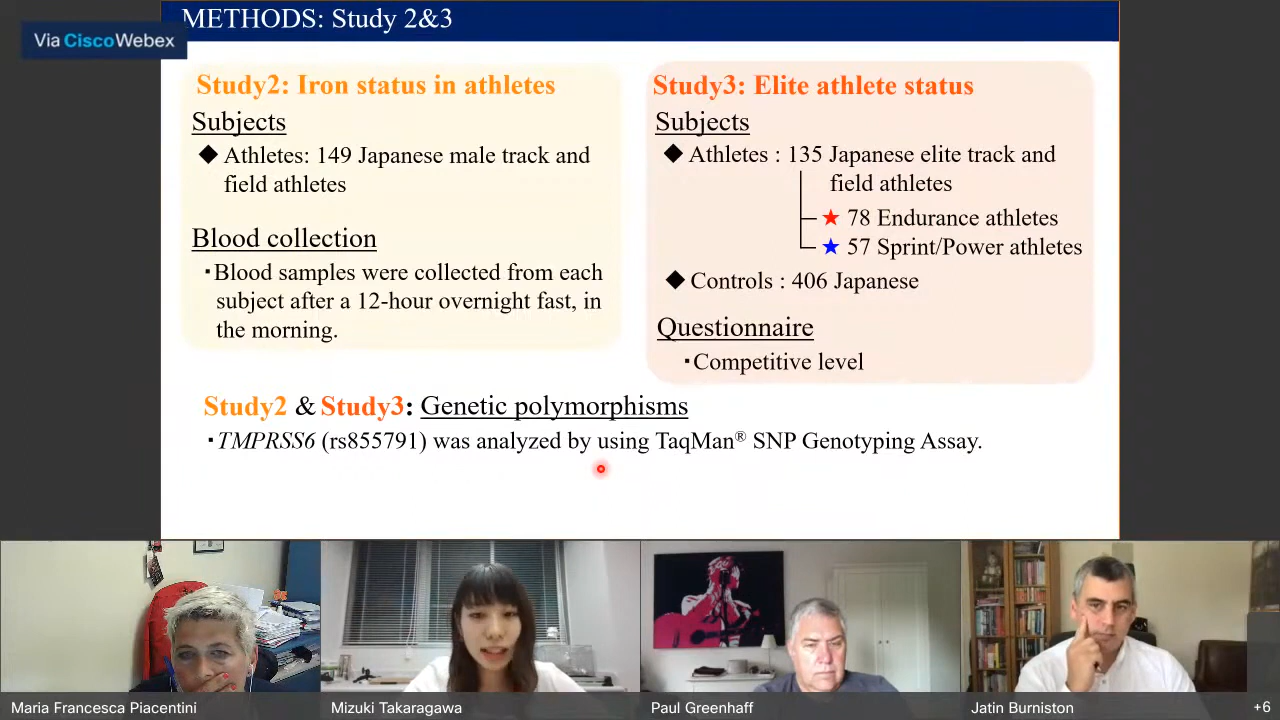 METHODS: Study 2&3
Via CiscoWebex
Study2: Iron status in athletes
Subjects
◆ Athletes: 149 Japanese male track and
field athletes
Blood collection
・Blood samples were collected from each
subject after a 12-hour overnight fast, in
the morning.
Study3: Elite athlete status
Subjects
◆ Athletes : 135 Japanese elite track and
field athletes
★ 78 Endurance athletes
★ 57 Sprint/Power athletes
◆ Controls : 406 Japanese
Questionnaire
・Competitive level
Study2 & Study3: Genetic polymorphisms
・TMPRSS6 (rs855791) was analyzed by using TaqMan® SNP Genotyping Assay.
Maria Francesca Piacentini
Mizuki Takaragawa
Paul Greenhaff
Jatin Burniston
+6